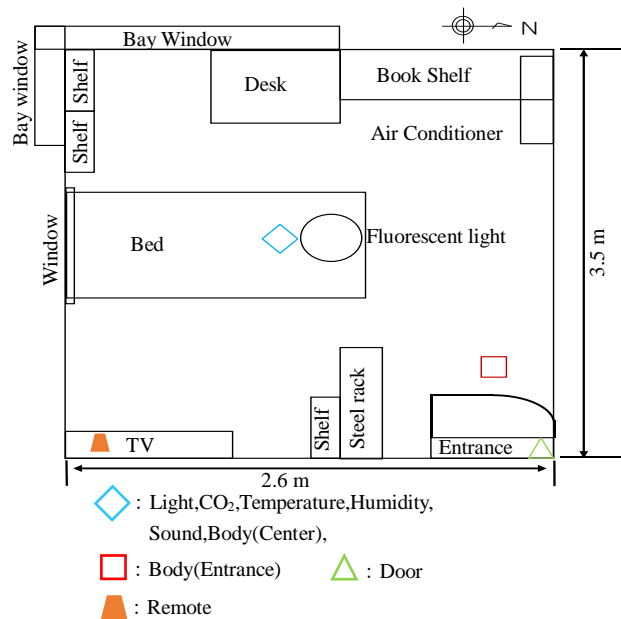 Bay Window
N
Bay window
Shelf
Desk
Book Shelf
Shelf
Air Conditioner
Window
Bed
Fluorescent light
3.5 m
TV
Shelf
Steel rack
Entrance
2.6 m
: Light,CO₂,Temperature,Humidity,
Sound,Body(Center),
: Body(Entrance)
: Door
: Remote